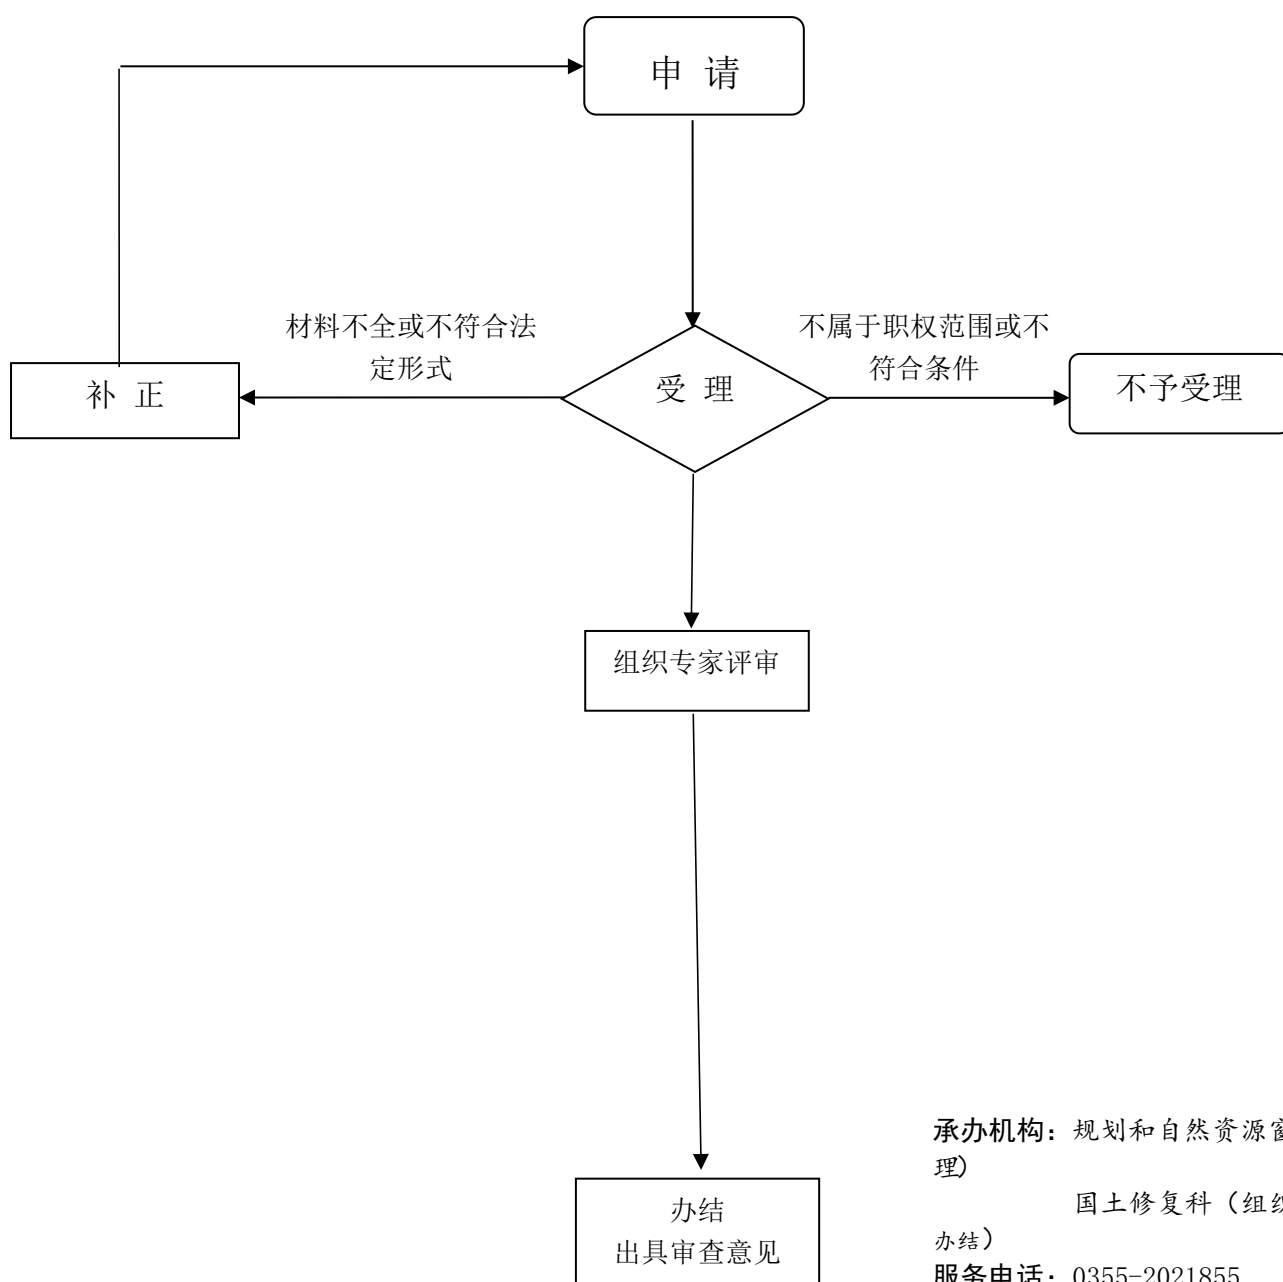 申 请
材料不全或不符合法
定形式
不属于职权范围或不
符合条件
补 正
受 理
不予受理
组织专家评审
办结
出具审查意见
承办机构：规划和自然资源窗
理）
国土修复科（组织
办结）
服务电话：0355-2021855